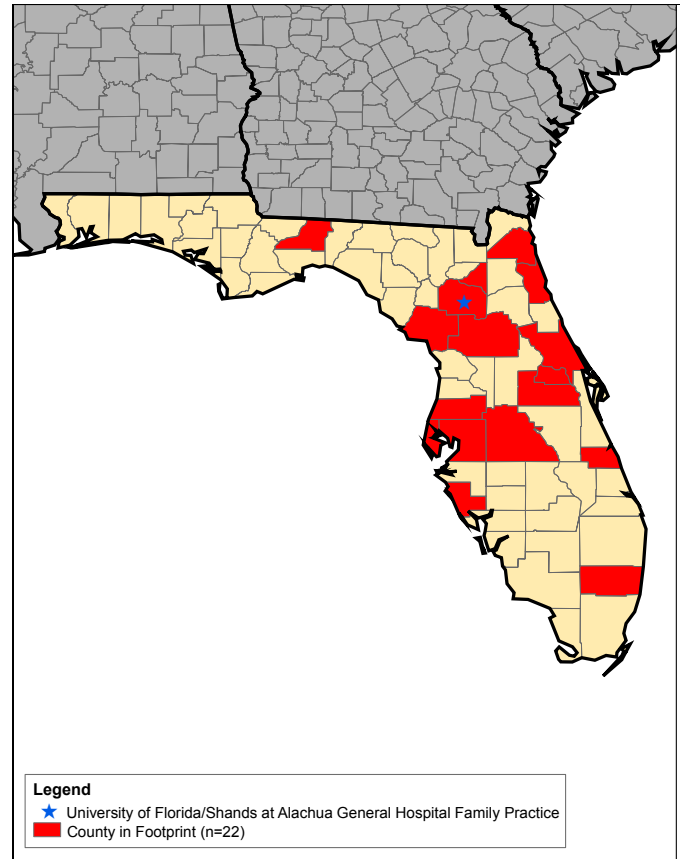 Legend
University of Florida/Shands at Alachua General Hospital Family Practice
County in Footprint (n=22)